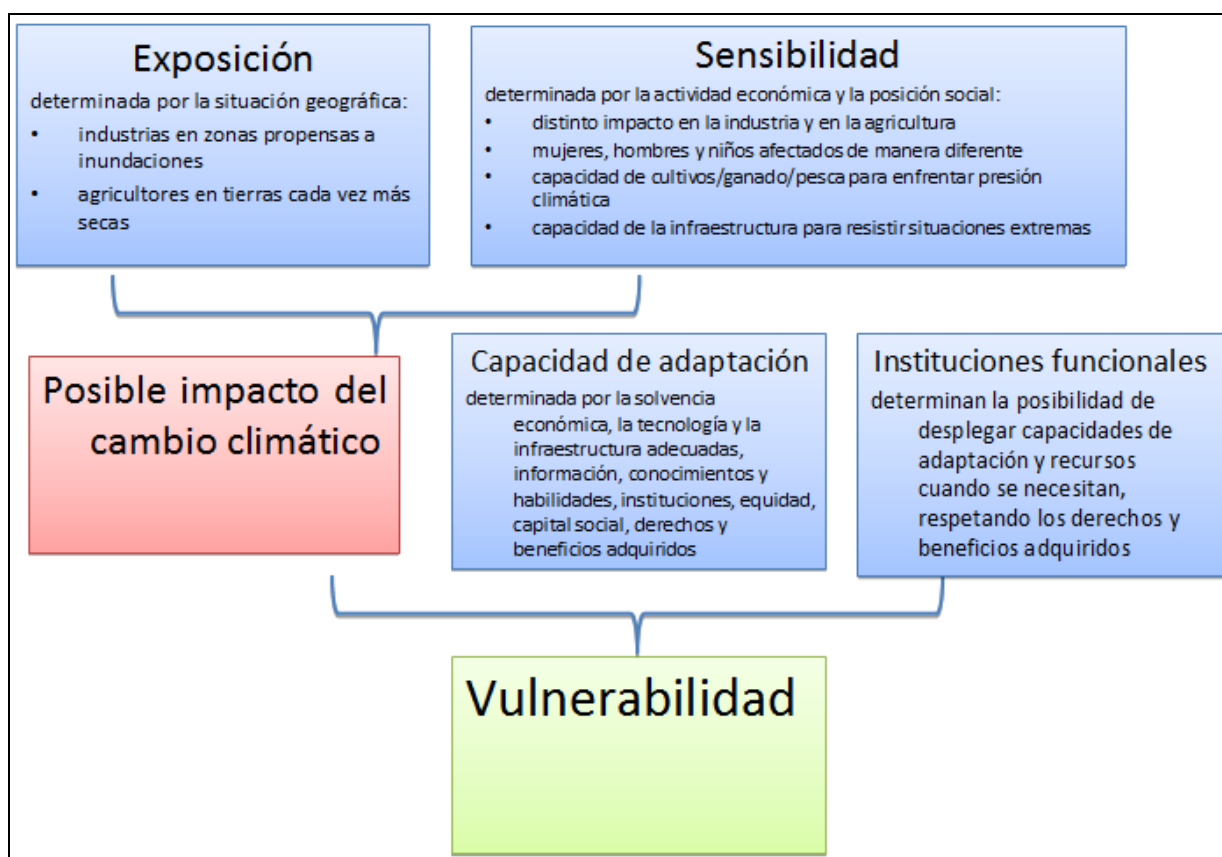 Exposición
determinada por la situación geográfica:
• industrias en zonas propensas a
inundaciones
• agricultores en tierras cada vez más
secas
Sensibilidad
determinada por la actividad económica y la posición social:
• distinto impacto en la industria y en la agricultura
• mujeres, hombres y niños afectados de manera diferente
• capacidad de cultivos/ganado/pesca para enfrentar presión
climática
• capacidad de la infraestructura para resistir situaciones extremas
Posible impacto del
cambio climático
Capacidad de adaptación
determinada por la solvencia
económica, la tecnología y la
infraestructura adecuadas,
información, conocimientos y
habilidades, instituciones, equidad,
capital social, derechos y
beneficios adquiridos
Instituciones funcionales
determinan la posibilidad de
desplegar capacidades de
adaptación y recursos
cuando se necesitan,
respetando los derechos y
beneficios adquiridos
Vulnerabilidad